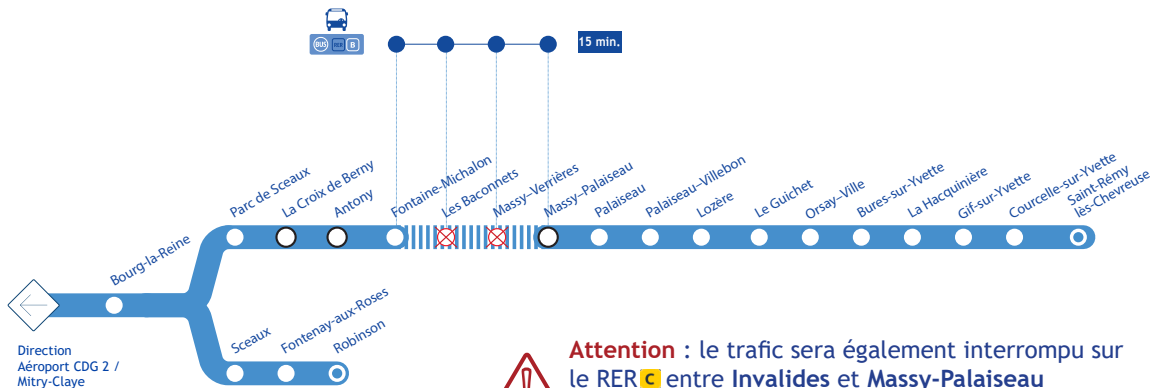 BUS RER B
15 min.
Parc de Sceaux
La Croix de Berny
Antony
Fontaine-Michalon
Les Baconnets
Massy–Verrières
Massy–Palaiseau
Palaiseau
Palaiseau–Villebon
Lozère
Le Guichet
Orsay–Ville
Bures-sur-Yvette
La Hacquinière
Gif-sur-Yvette
Courcelle-sur-Yvette
Saint-Rémy
lès-Chevreuse
Bourg-la-Reine
Sceaux
Fontenay-aux-Roses
Robinson
Direction
Aéroport CDG 2 /
Mitry-Claye
Attention : le trafic sera également interrompu sur
le RER C entre Invalides et Massy-Palaiseau